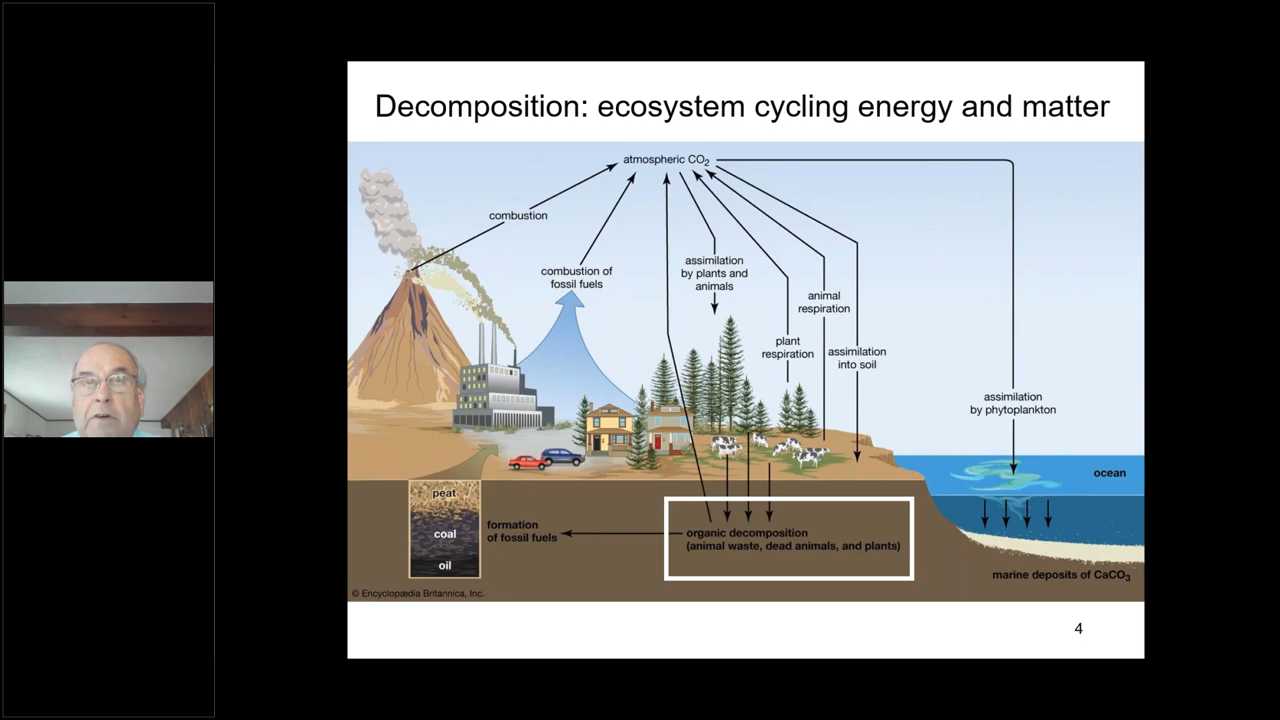 Decomposition: ecosystem cycling energy and matter
atmospheric CO₂
combustion
combustion of
fossil fuels
assimilation
by plants and
animals
animal
respiration
plant
respiration
assimilation
into soil
assimilation
by phytoplankton
ocean
peat
coal
oil
formation
of fossil fuels
organic decomposition
(animal waste, dead animals, and plants)
marine deposits of CaCO₃
© Encyclopædia Britannica, Inc.
4